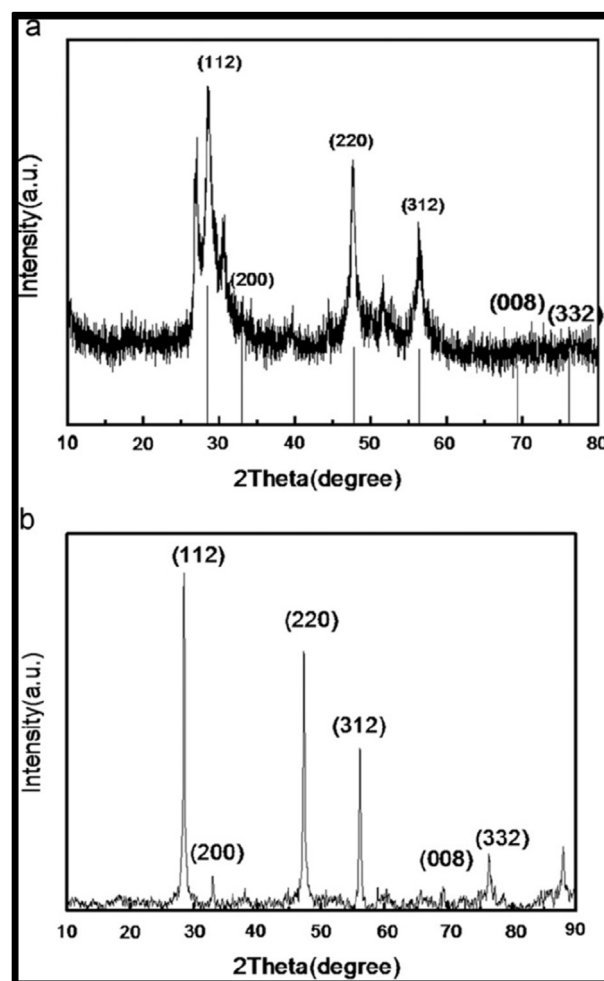 a
(112)
(220)
(312)
(200)
(008)
(332)
Intensity(a.u.)
10 20 30 40 50 60 70 80
2Theta(degree)
b
(112)
(220)
(312)
(200)
(008)
(332)
Intensity(a.u.)
10 20 30 40 50 60 70 80 90
2Theta(degree)